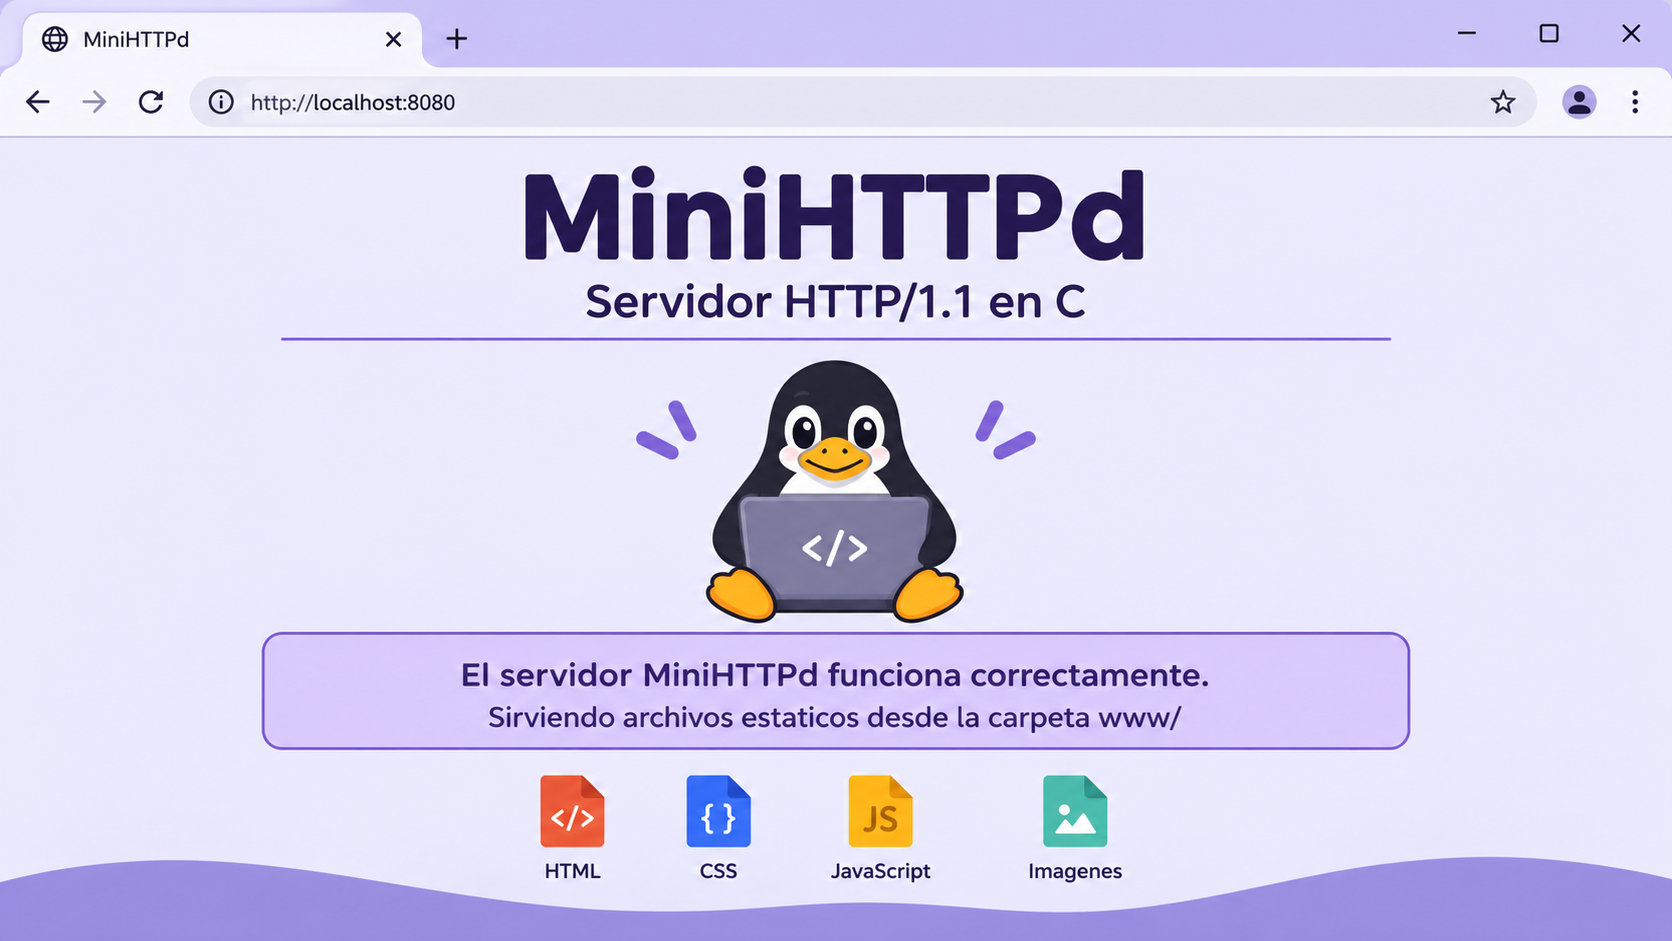 MiniHTTPd
http://localhost:8080
MiniHTTPd
Servidor HTTP/1.1 en C
</>
El servidor MiniHTTPd funciona correctamente.
Sirviendo archivos estaticos desde la carpeta www/
</> { } JS
HTML CSS JavaScript Imagenes